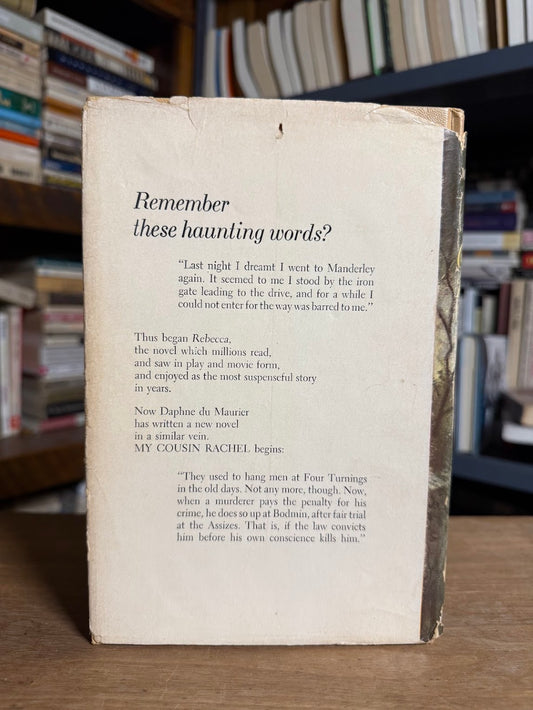 Remember
these haunting words?
“Last night I dreamt I went to Manderley
again. It seemed to me I stood by the iron
gate leading to the drive, and for a while I
could not enter for the way was barred to me.”
Thus began Rebecca,
the novel which millions read,
and saw in play and movie form,
and enjoyed as the most suspenseful story
in years.
Now Daphne du Maurier
has written a new novel
in a similar vein.
MY COUSIN RACHEL begins:
“They used to hang men at Four Turnings
in the old days. Not any more, though. Now,
when a murderer pays the penalty for his
crime, he does so up at Bodmin, after fair trial
at the Assizes. That is, if the law convicts
him before his own conscience kills him.”